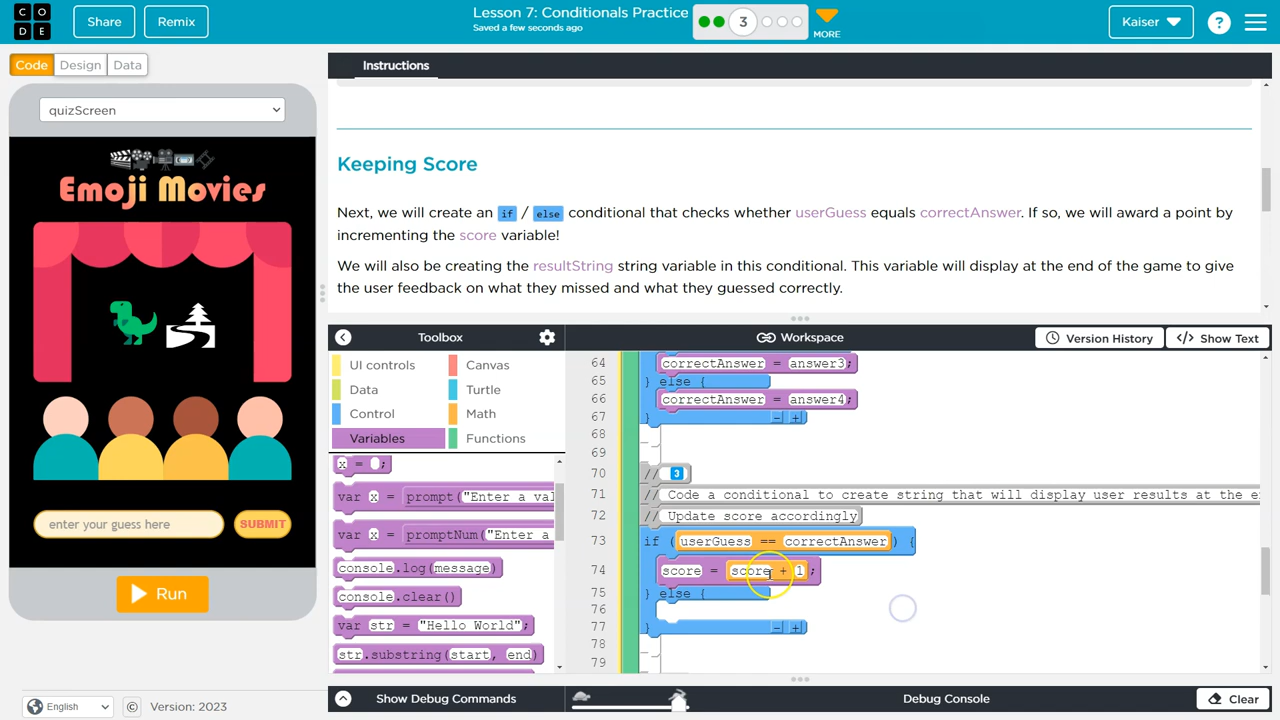 C O
D E
Share
Remix
Lesson 7: Conditionals Practice
Saved a few seconds ago
3
MORE
Kaiser
?
Code
Design
Data
Instructions
quizScreen
Emoji Movies
enter your guess here
SUBMIT
Run
Keeping Score
Next, we will create an if / else conditional that checks whether userGuess equals correctAnswer. If so, we will award a point by
incrementing the score variable!
We will also be creating the resultString string variable in this conditional. This variable will display at the end of the game to give
the user feedback on what they missed and what they guessed correctly.
Toolbox
Workspace
Version History
</> Show Text
UI controls
Canvas
Data
Turtle
Control
Math
Variables
Functions
x = ;
var x = prompt("Enter a val
var x = promptNum("Enter a
console.log(message)
console.clear()
var str = "Hello World";
str.substring(start, end)
64 correctAnswer = answer3;
65 } else {
66 correctAnswer = answer4;
67 } - +
68
69
70 // 3
71 // Code a conditional to create string that will display user results at the e
72 // Update score accordingly
73 if (userGuess == correctAnswer) {
74 score = score + 1;
75 } else {
76
77 } - +
78
79
English
©
Version: 2023
Show Debug Commands
Debug Console
Clear